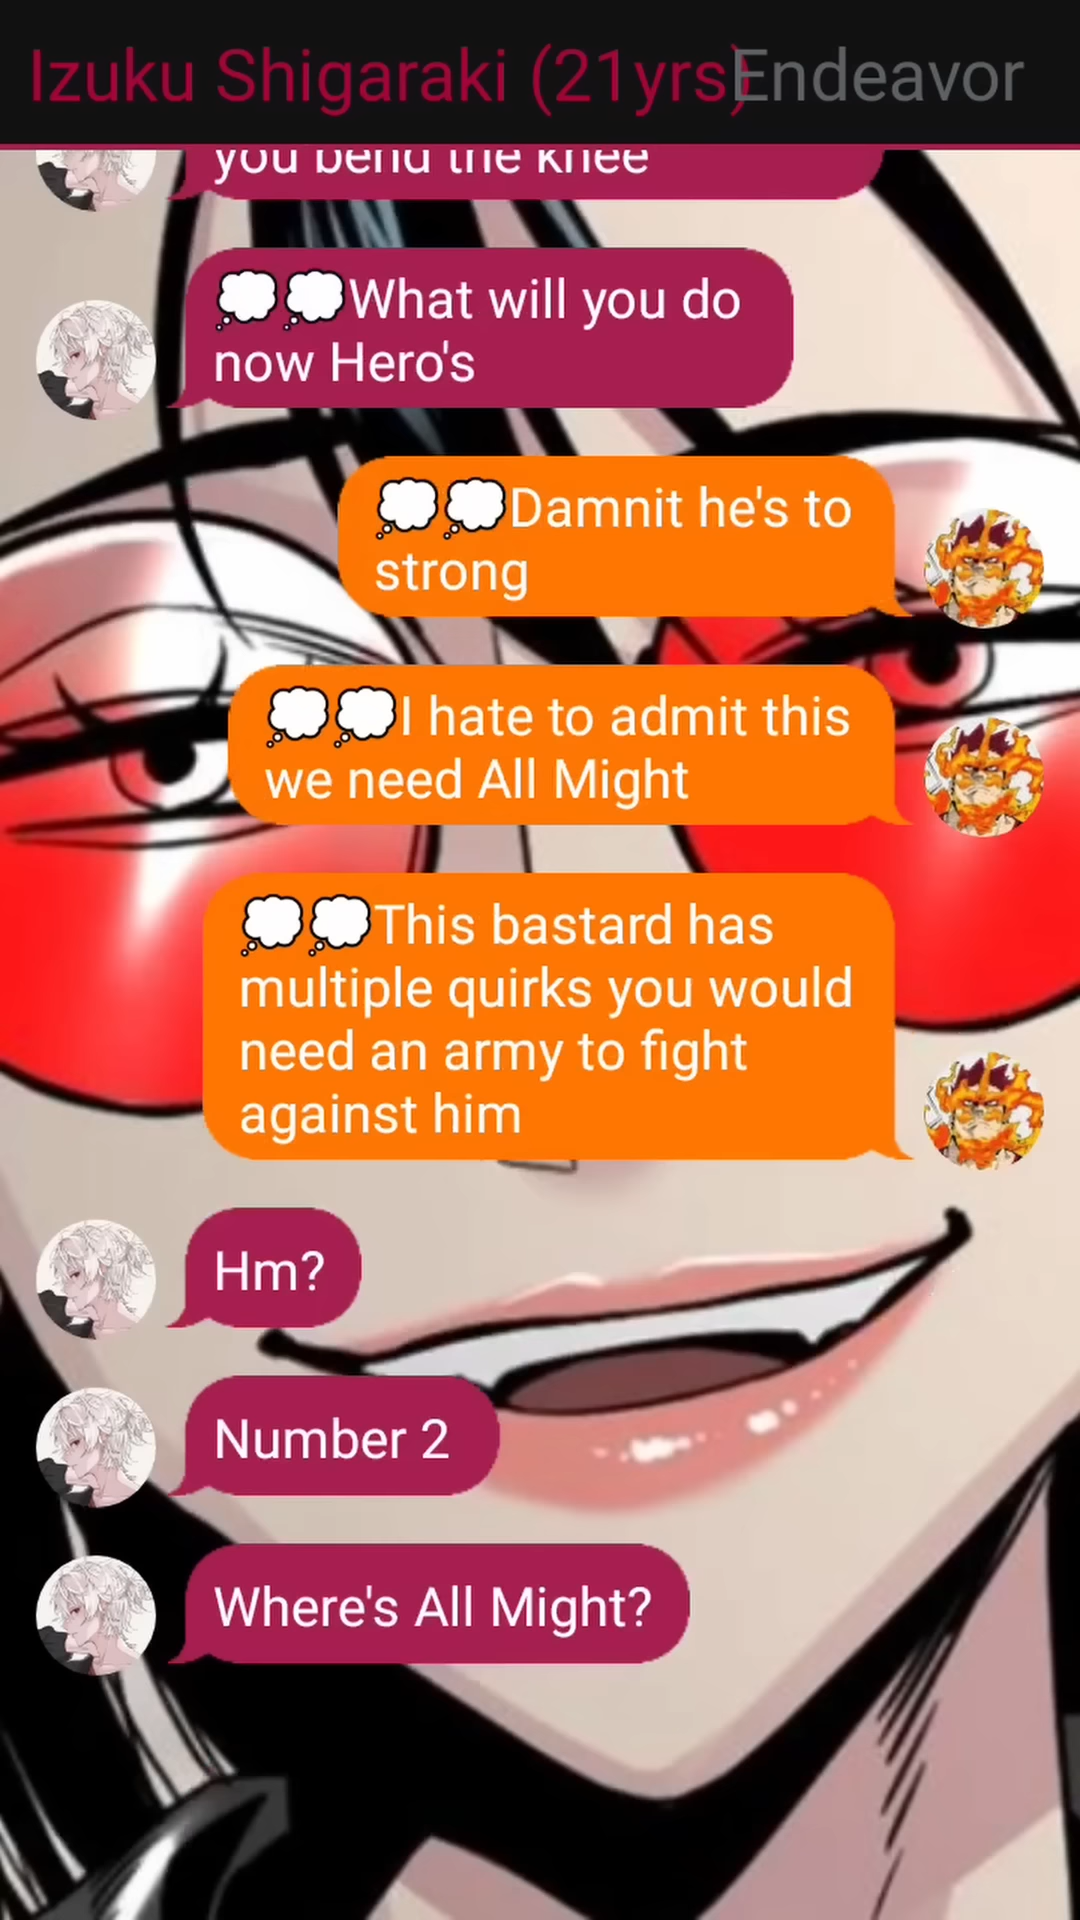 Izuku Shigaraki (21yrs) Endeavor
you bend the knee
💭💭What will you do
now Hero's
💭💭Damnit he's to
strong
💭💭I hate to admit this
we need All Might
💭💭This bastard has
multiple quirks you would
need an army to fight
against him
Hm?
Number 2
Where's All Might?